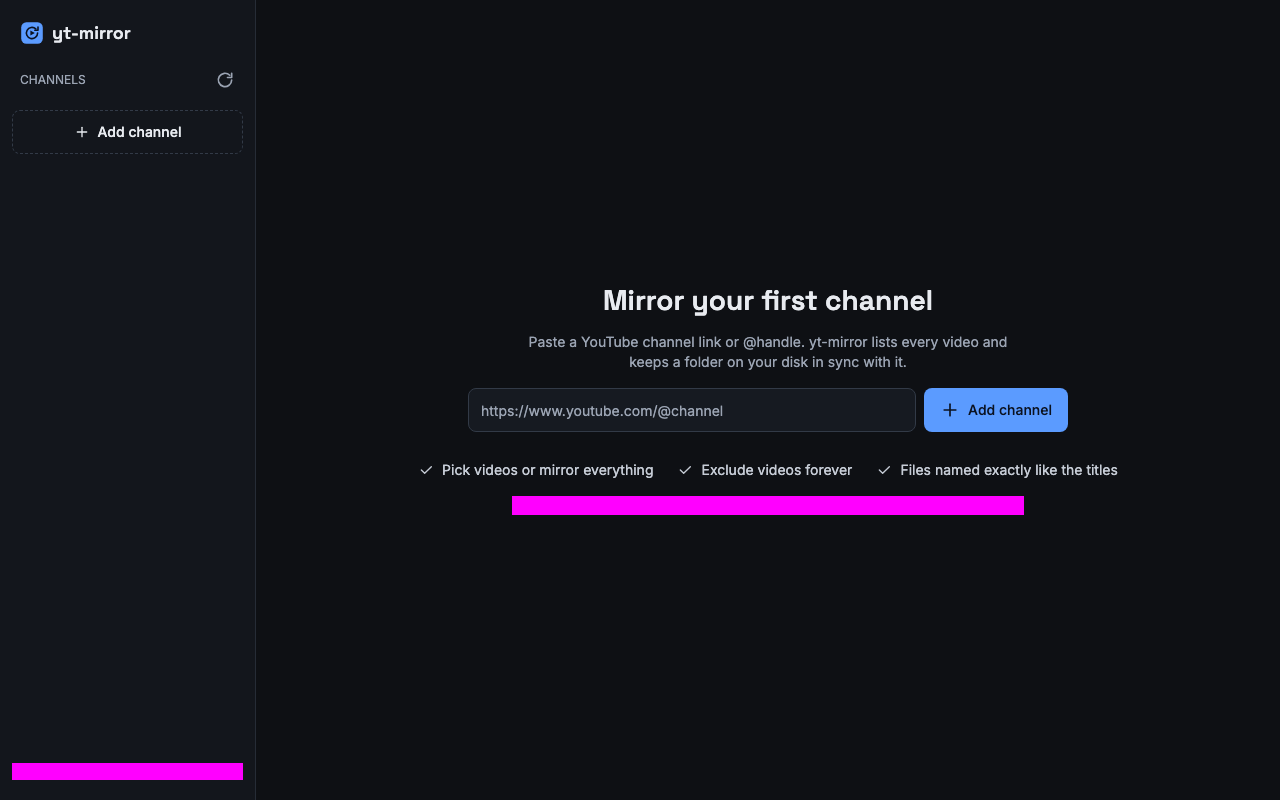 yt-mirror
CHANNELS
Add channel
Mirror your first channel
Paste a YouTube channel link or @handle. yt-mirror lists every video and
keeps a folder on your disk in sync with it.
https://www.youtube.com/@channel
Add channel
Pick videos or mirror everything
Exclude videos forever
Files named exactly like the titles